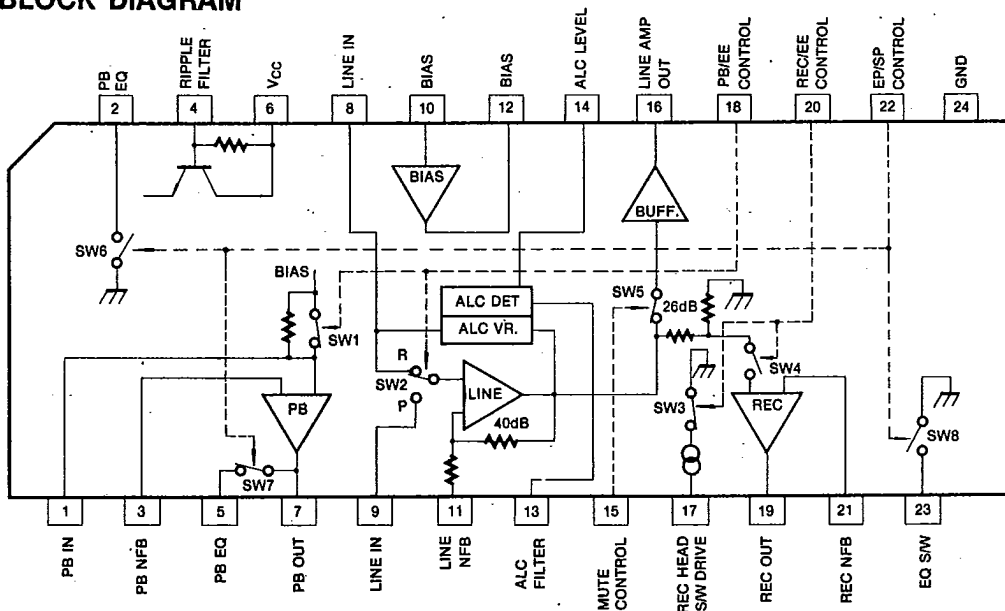 BLOCK DIAGRAM
PB
EQ
RIPPLE
FILTER
VCC
LINE IN
BIAS
BIAS
ALC LEVEL
LINE AMP
OUT
PB/EE
CONTROL
REC/EE
CONTROL
EP/SP
CONTROL
GND
2
4
6
8
10
12
14
16
18
20
22
24
BIAS
BUFF.
SW6
BIAS
SW1
ALC DET
ALC VR.
SW5
26dB
SW4
R
SW2
P
LINE
40dB
SW3
REC
PB
SW7
SW8
1
3
5
7
9
11
13
15
17
19
21
23
PB IN
PB NFB
PB EQ
PB OUT
LINE IN
LINE
NFB
ALC
FILTER
MUTE
CONTROL
REC HEAD
S/W DRIVE
REC OUT
REC NFB
EQ S/W